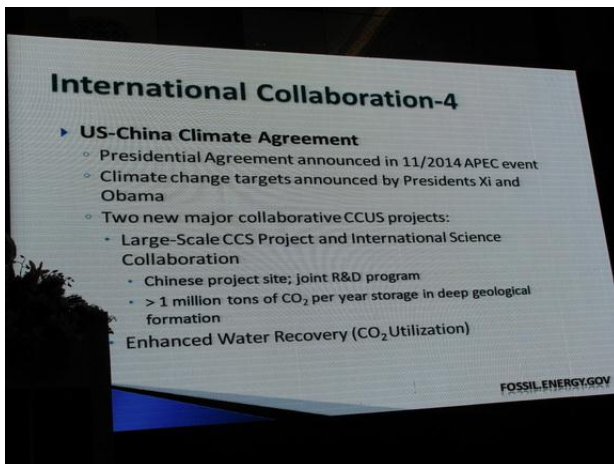 International Collaboration-4
US-China Climate Agreement
Presidential Agreement announced in 11/2014 APEC event
Climate change targets announced by Presidents Xi and
Obama
Two new major collaborative CCUS projects:
Large-Scale CCS Project and International Science
Collaboration
Chinese project site; joint R&D program
> 1 million tons of CO₂ per year storage in deep geological
formation
Enhanced Water Recovery (CO₂ Utilization)
FOSSIL.ENERGY.GOV